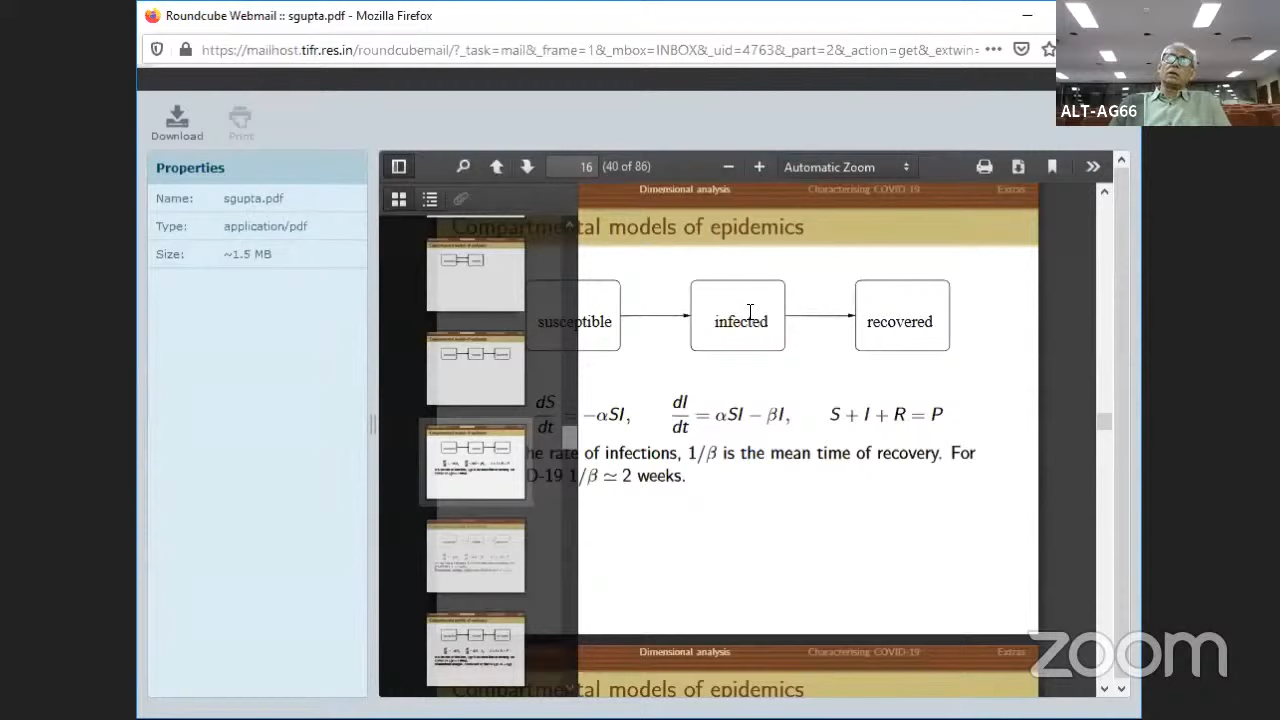 Roundcube Webmail :: sgupta.pdf - Mozilla Firefox
https://mailhost.tifr.res.in/roundcubemail/?_task=mail&_frame=1&_mbox=INBOX&_uid=4763&_part=2&_action=get&_extwin=
ALT-AG66
Download
Print
Properties
Name: sgupta.pdf
Type: application/pdf
Size: ~1.5 MB
16 (40 of 86)
Automatic Zoom
Dimensional analysis Characterising COVID-19 Extras
Compartmental models of epidemics
susceptible infected recovered
dS/dt = −αSI, dI/dt = αSI − βI, S + I + R = P
he rate of infections, 1/β is the mean time of recovery. For
D-19 1/β ≃ 2 weeks.
Dimensional analysis Characterising COVID-19 Extras
Compartmental models of epidemics
zoom